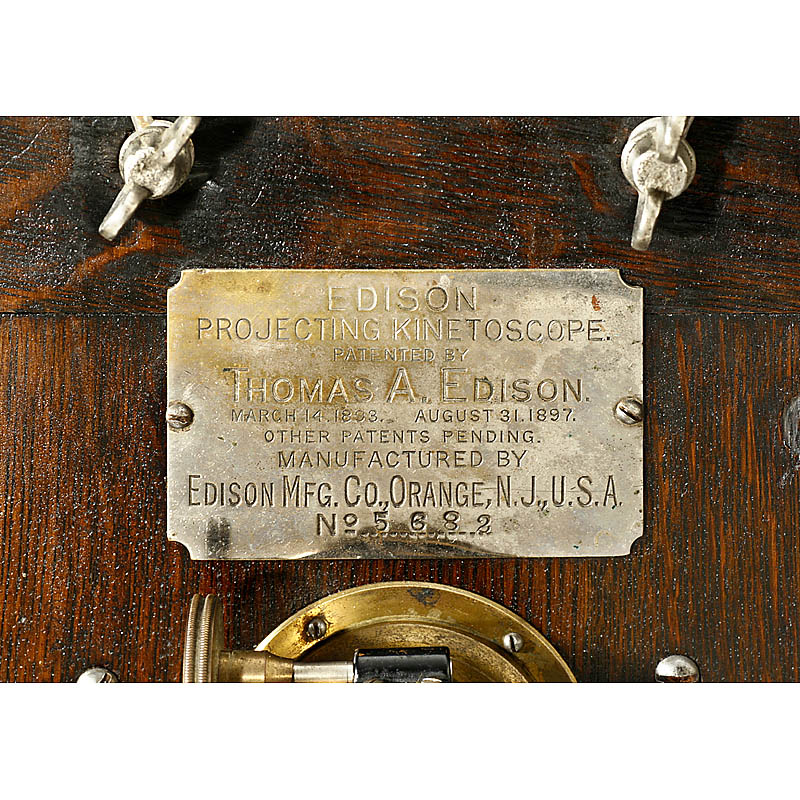 EDISON
PROJECTING KINETOSCOPE.
PATENTED BY
THOMAS A. EDISON.
MARCH 14.1893. AUGUST 31.1897.
OTHER PATENTS PENDING.
MANUFACTURED BY
EDISON MFG. CO., ORANGE, N.J., U.S.A.
No 5682